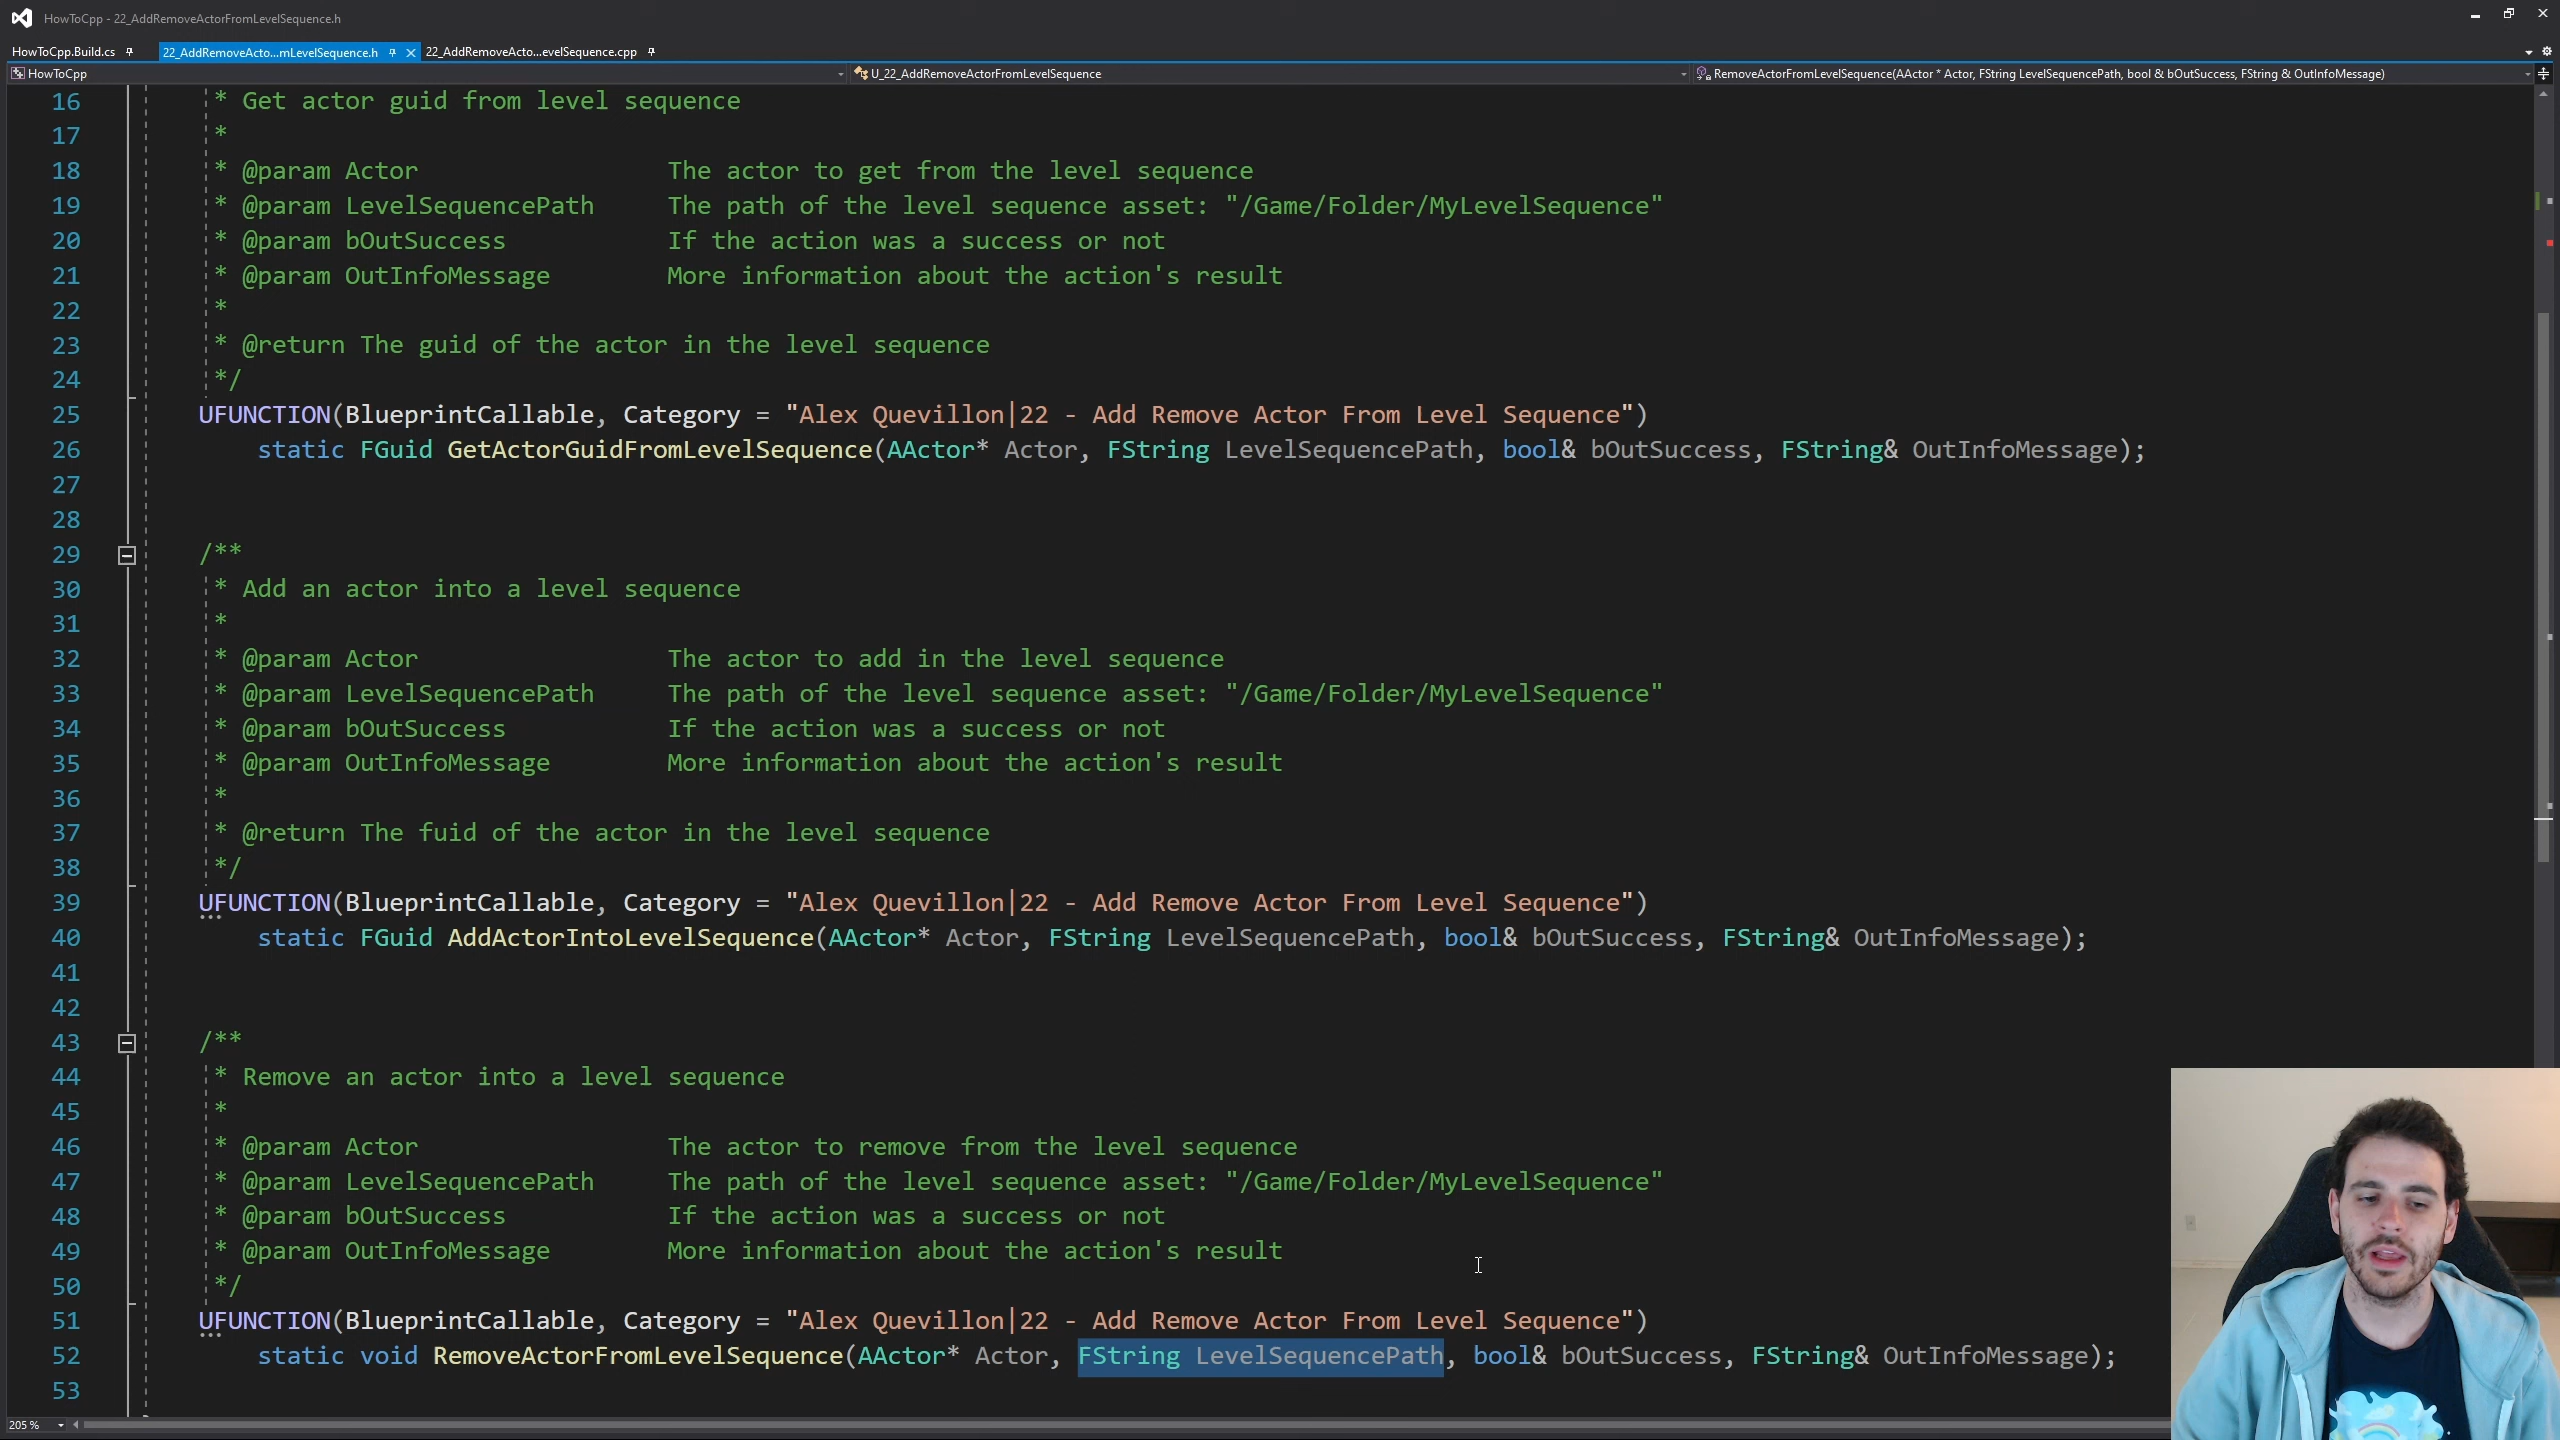 HowToCpp - 22_AddRemoveActorFromLevelSequence.h
HowToCpp.Build.cs 22_AddRemoveActo...mLevelSequence.h 22_AddRemoveActo...evelSequence.cpp
HowToCpp U_22_AddRemoveActorFromLevelSequence RemoveActorFromLevelSequence(AActor * Actor, FString LevelSequencePath, bool & bOutSuccess, FString & OutInfoMessage)
16 * Get actor guid from level sequence
17 *
18 * @param Actor The actor to get from the level sequence
19 * @param LevelSequencePath The path of the level sequence asset: "/Game/Folder/MyLevelSequence"
20 * @param bOutSuccess If the action was a success or not
21 * @param OutInfoMessage More information about the action's result
22 *
23 * @return The guid of the actor in the level sequence
24 */
25 UFUNCTION(BlueprintCallable, Category = "Alex Quevillon|22 - Add Remove Actor From Level Sequence")
26 static FGuid GetActorGuidFromLevelSequence(AActor* Actor, FString LevelSequencePath, bool& bOutSuccess, FString& OutInfoMessage);
27
28
29 /**
30 * Add an actor into a level sequence
31 *
32 * @param Actor The actor to add in the level sequence
33 * @param LevelSequencePath The path of the level sequence asset: "/Game/Folder/MyLevelSequence"
34 * @param bOutSuccess If the action was a success or not
35 * @param OutInfoMessage More information about the action's result
36 *
37 * @return The fuid of the actor in the level sequence
38 */
39 UFUNCTION(BlueprintCallable, Category = "Alex Quevillon|22 - Add Remove Actor From Level Sequence")
40 static FGuid AddActorIntoLevelSequence(AActor* Actor, FString LevelSequencePath, bool& bOutSuccess, FString& OutInfoMessage);
41
42
43 /**
44 * Remove an actor into a level sequence
45 *
46 * @param Actor The actor to remove from the level sequence
47 * @param LevelSequencePath The path of the level sequence asset: "/Game/Folder/MyLevelSequence"
48 * @param bOutSuccess If the action was a success or not
49 * @param OutInfoMessage More information about the action's result
50 */
51 UFUNCTION(BlueprintCallable, Category = "Alex Quevillon|22 - Add Remove Actor From Level Sequence")
52 static void RemoveActorFromLevelSequence(AActor* Actor, FString LevelSequencePath, bool& bOutSuccess, FString& OutInfoMessage);
53
205 %